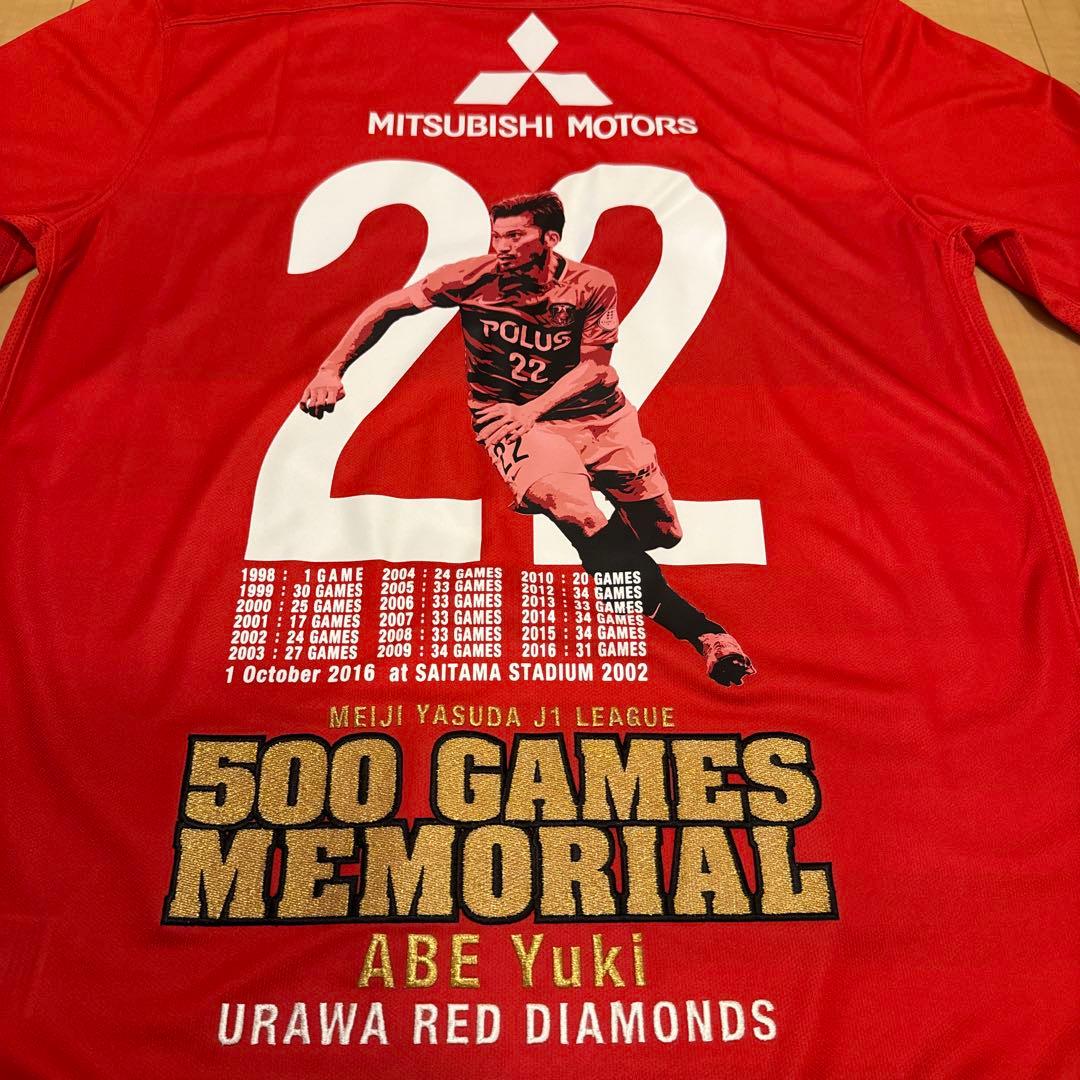 MITSUBISHI MOTORS
22
POLUS
22
22
1998 : 1 GAME 2004 : 24 GAMES 2010 : 20 GAMES
1999 : 30 GAMES 2005 : 33 GAMES 2012 : 34 GAMES
2000 : 25 GAMES 2006 : 33 GAMES 2013 : 33 GAMES
2001 : 17 GAMES 2007 : 33 GAMES 2014 : 34 GAMES
2002 : 24 GAMES 2008 : 33 GAMES 2015 : 34 GAMES
2003 : 27 GAMES 2009 : 34 GAMES 2016 : 31 GAMES
1 October 2016 at SAITAMA STADIUM 2002
MEIJI YASUDA J1 LEAGUE
500 GAMES
MEMORIAL
ABE Yuki
URAWA RED DIAMONDS